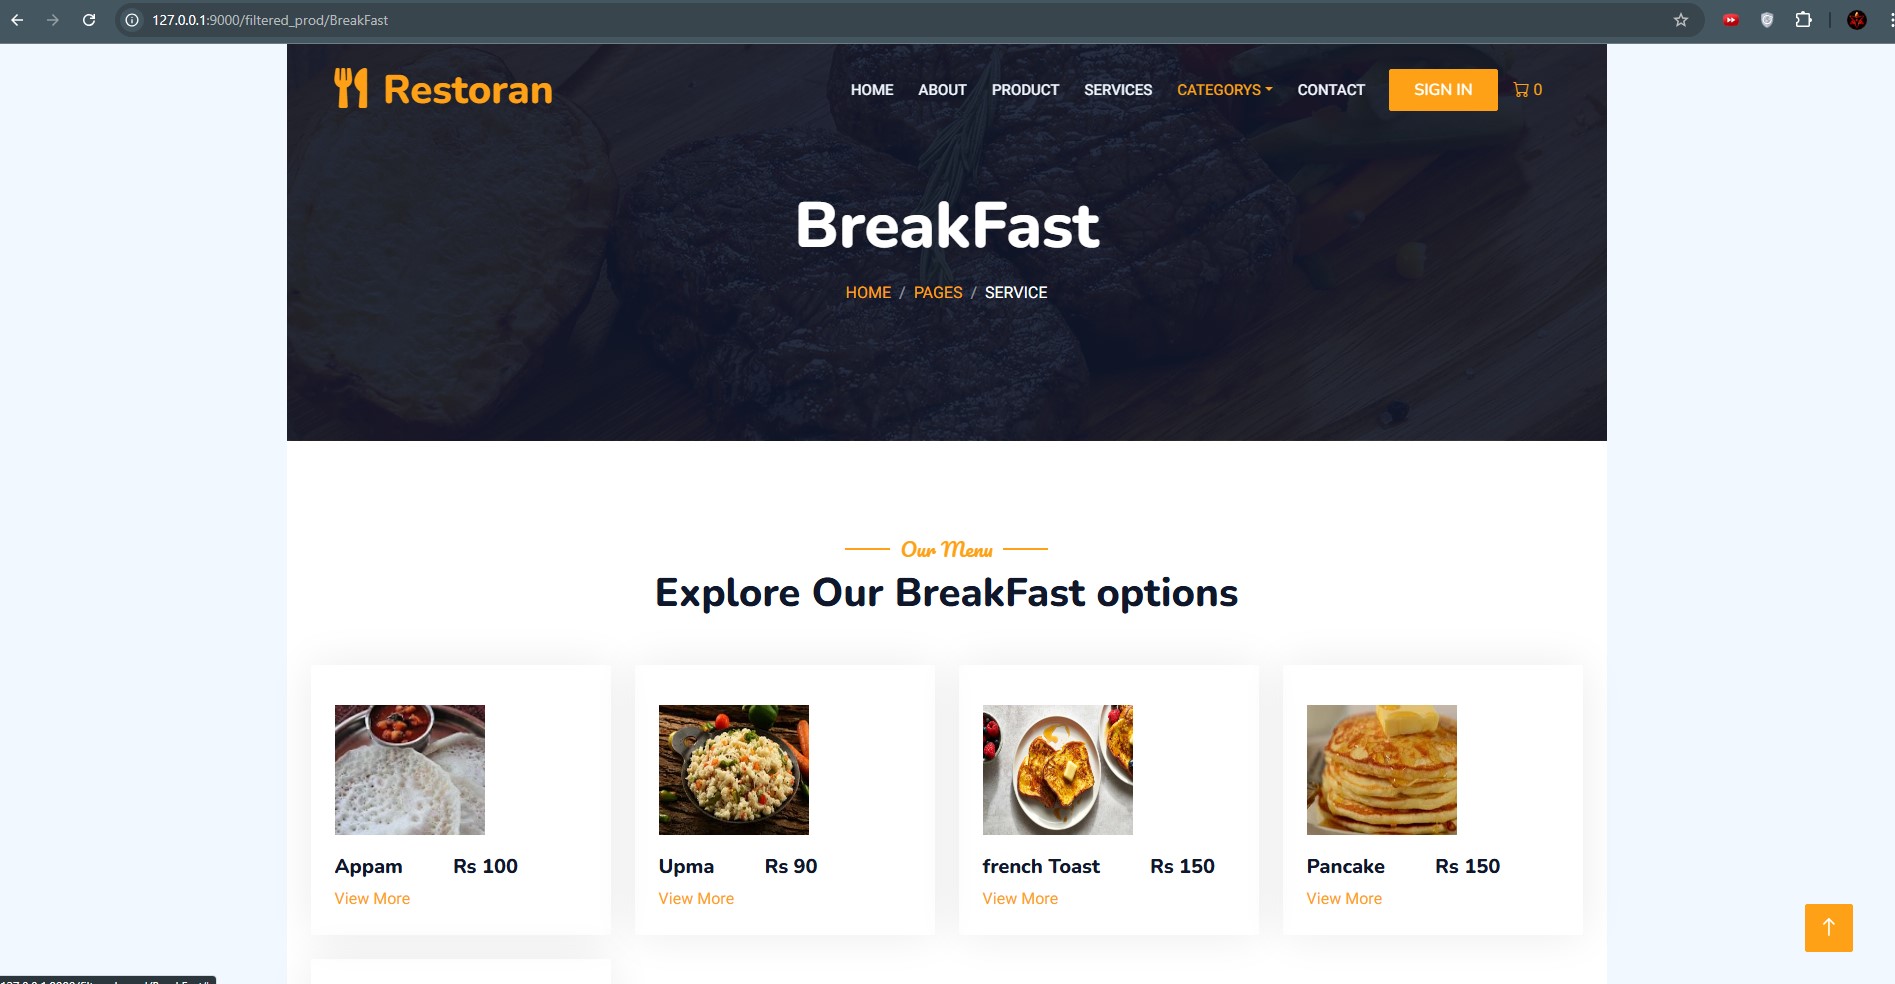 127.0.0.1:9000/filtered_prod/BreakFast
Restoran
HOME ABOUT PRODUCT SERVICES CATEGORYS CONTACT SIGN IN 0
BreakFast
HOME / PAGES / SERVICE
Our Menu
Explore Our BreakFast options
Appam Rs 100
View More
Upma Rs 90
View More
french Toast Rs 150
View More
Pancake Rs 150
View More